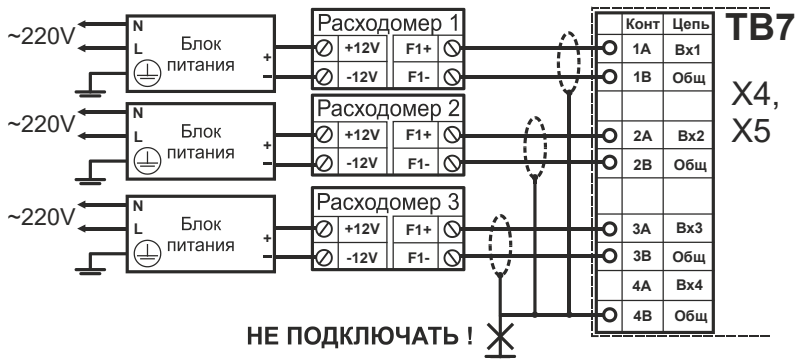 ~220V
N
L
Блок питания
+
–
Расходомер 1
+12V
F1+
-12V
F1-
~220V
N
L
Блок питания
+
–
Расходомер 2
+12V
F1+
-12V
F1-
~220V
N
L
Блок питания
+
–
Расходомер 3
+12V
F1+
-12V
F1-
Конт Цепь
1A Вх1
1B Общ
2A Вх2
2B Общ
3A Вх3
3B Общ
4A Вх4
4B Общ
ТВ7
X4,
X5
НЕ ПОДКЛЮЧАТЬ !